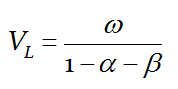 V_L = ω / (1 − α − β)